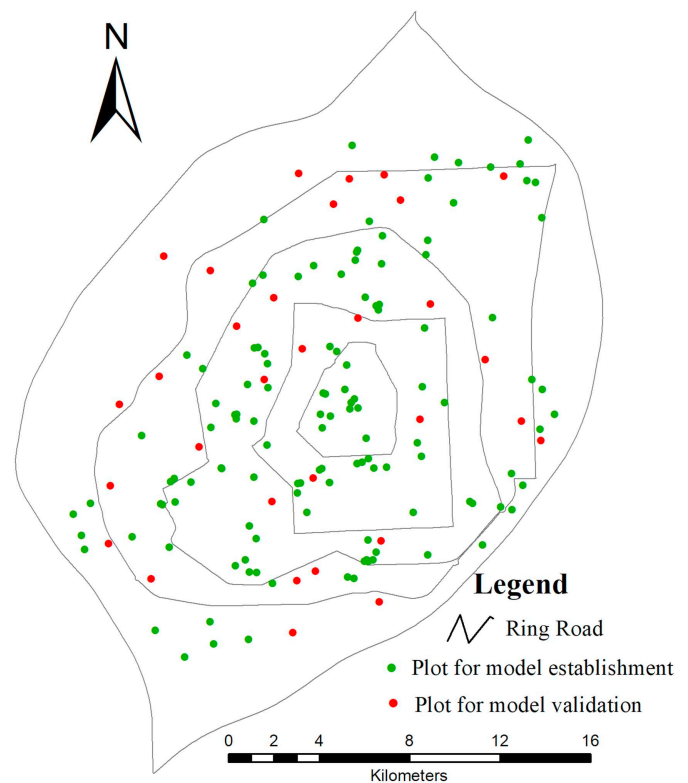 N
Legend
Ring Road
Plot for model establishment
Plot for model validation
0 2 4 8 12 16
Kilometers